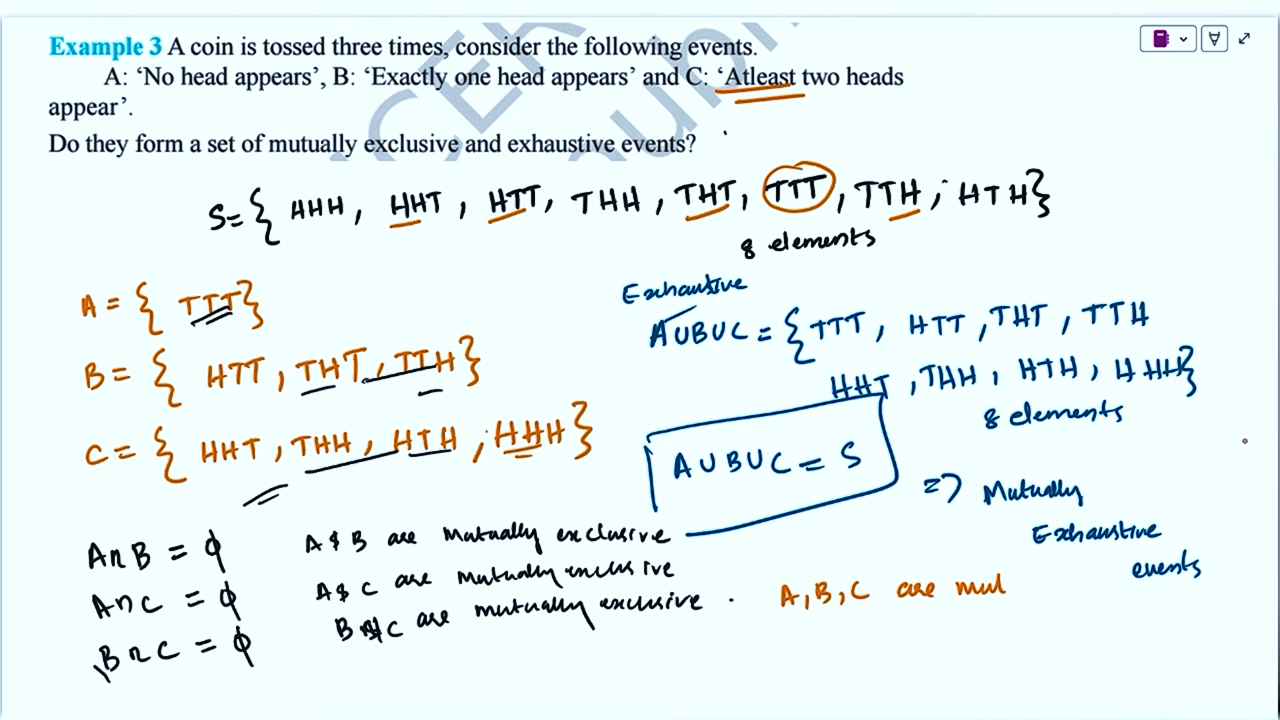 Example 3 A coin is tossed three times, consider the following events.
A: ‘No head appears’, B: ‘Exactly one head appears’ and C: ‘Atleast two heads
appear’.
Do they form a set of mutually exclusive and exhaustive events?
S = { HHH, HHT, HTT, THH, THT, TTT, TTH, HTH}
8 elements
A = { TTT}
B = { HTT, THT, TTH}
C = { HHT, THH, HTH, HHH}
Exhaustive
AUBUC = { TTT, HTT, THT, TTH
HHT, THH, HTH, HHH}
8 elements
AUBUC = S
=> Mutually
Exhaustive
events
A∩B = ϕ A & B are Mutually exclusive
A∩C = ϕ A & C are mutually exclusive
B∩C = ϕ B & C are mutually exclusive.
A, B, C are mul